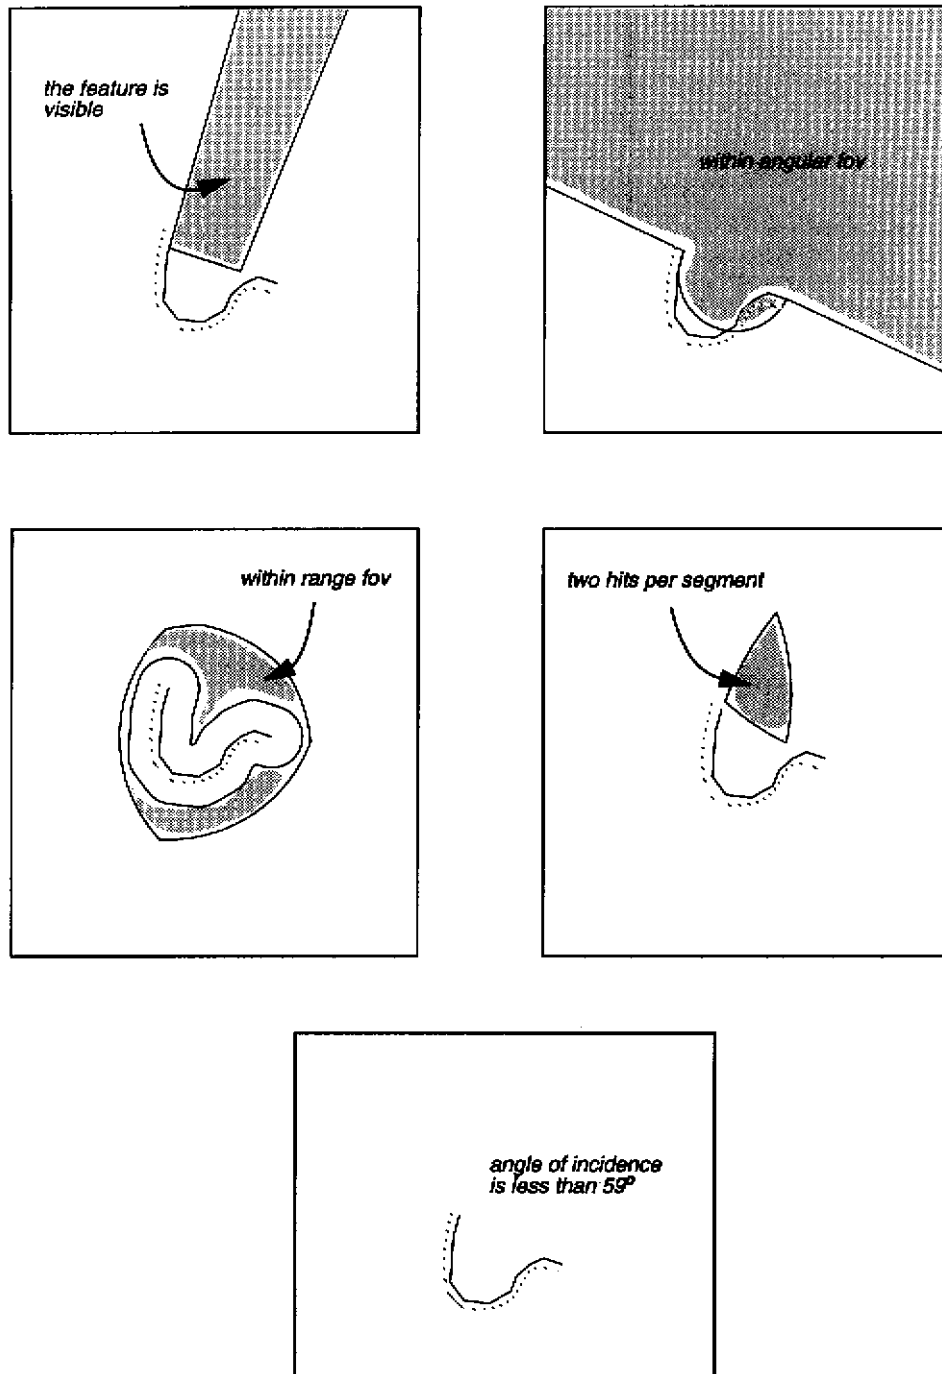 the feature is
visible
within angular fov
within range fov
two hits per segment
angle of incidence
is less than 59º